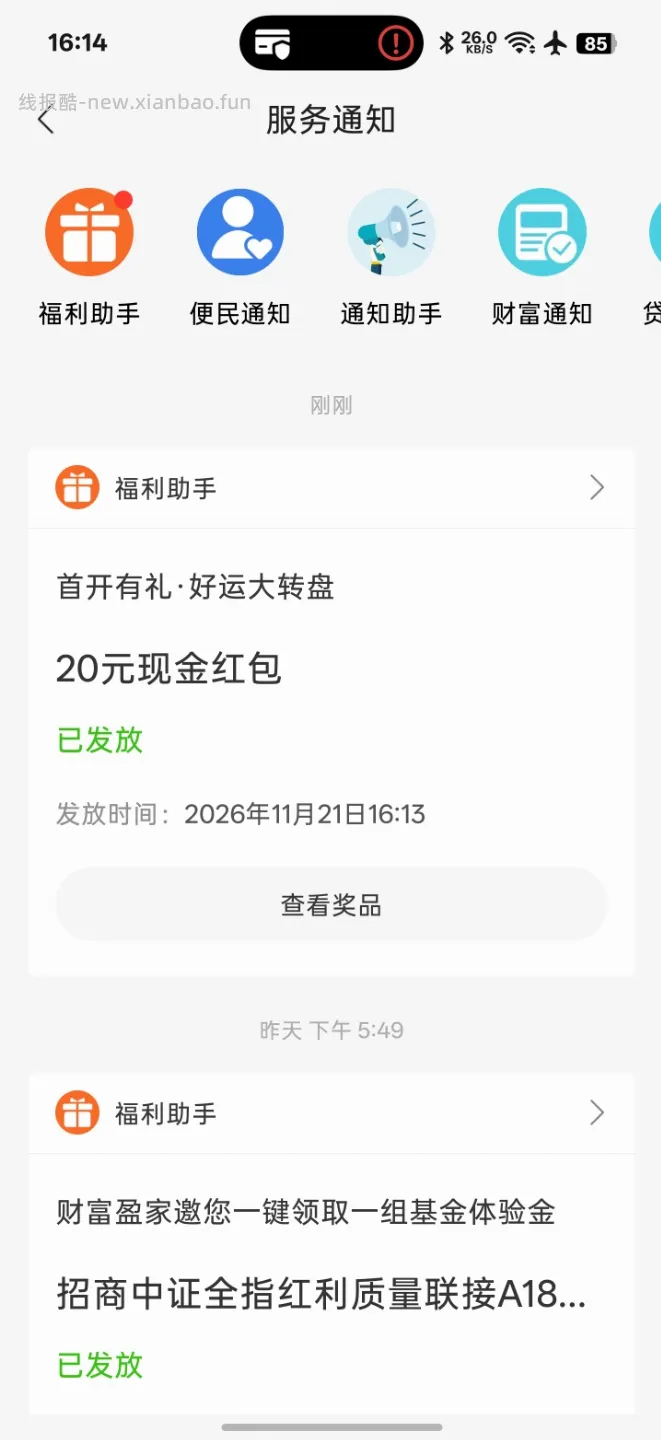 16:14
26.0
KB/S
85
线报酷-new.xianbao.fun
服务通知
福利助手
便民通知
通知助手
财富通知
贷
刚刚
福利助手
首开有礼·好运大转盘
20元现金红包
已发放
发放时间：2026年11月21日16:13
查看奖品
昨天 下午 5:49
福利助手
财富盈家邀您一键领取一组基金体验金
招商中证全指红利质量联接A18...
已发放